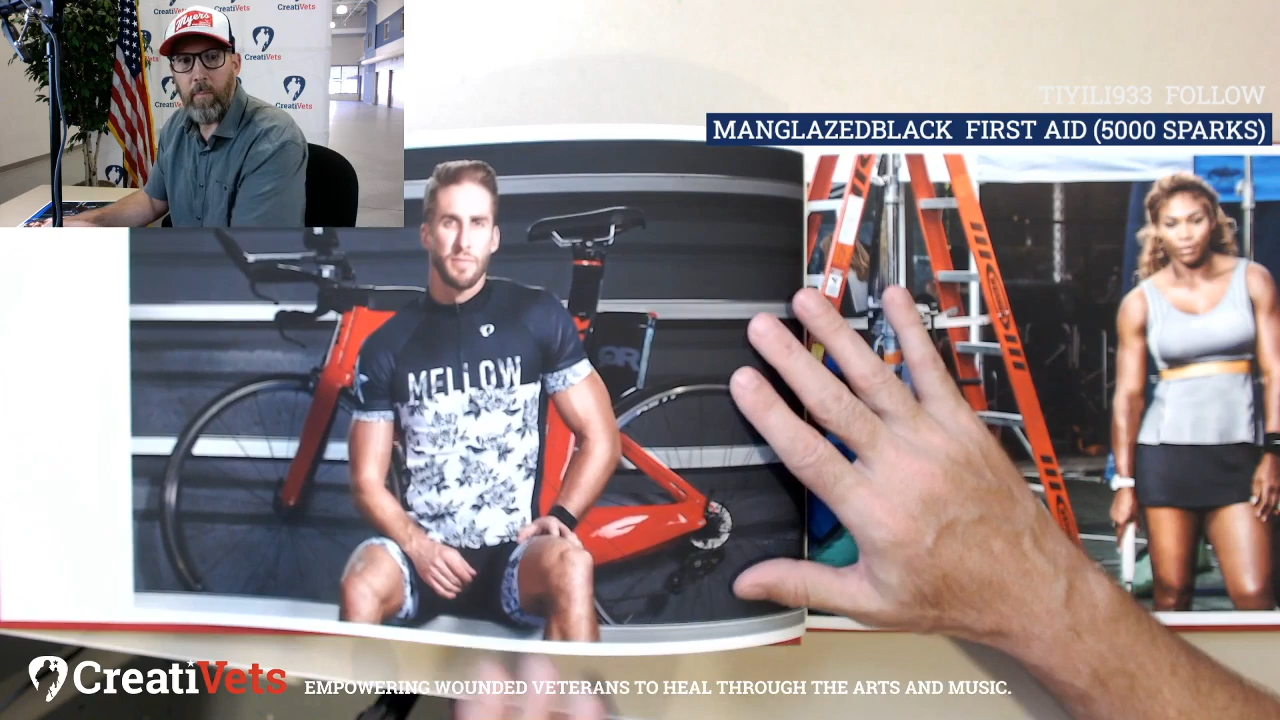 Myers
CreatiVets
CreatiVets
CreatiVets
TIYILI933 FOLLOW
MANGLAZEDBLACK FIRST AID (5000 SPARKS)
MELLOW
CreatiVets
EMPOWERING WOUNDED VETERANS TO HEAL THROUGH THE ARTS AND MUSIC.